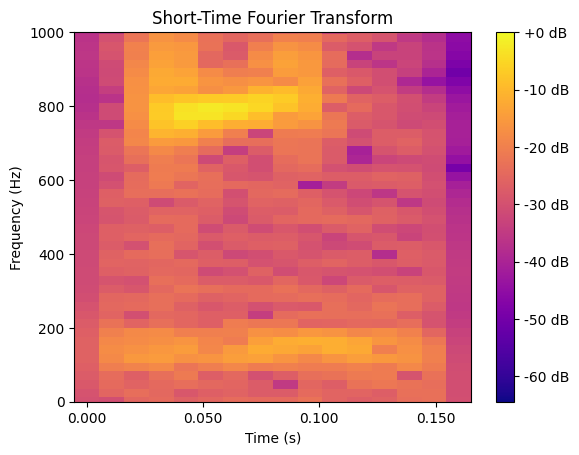 Short-Time Fourier Transform
1000
800
600
400
200
0
Frequency (Hz)
0.000
0.050
0.100
0.150
Time (s)
+0 dB
-10 dB
-20 dB
-30 dB
-40 dB
-50 dB
-60 dB